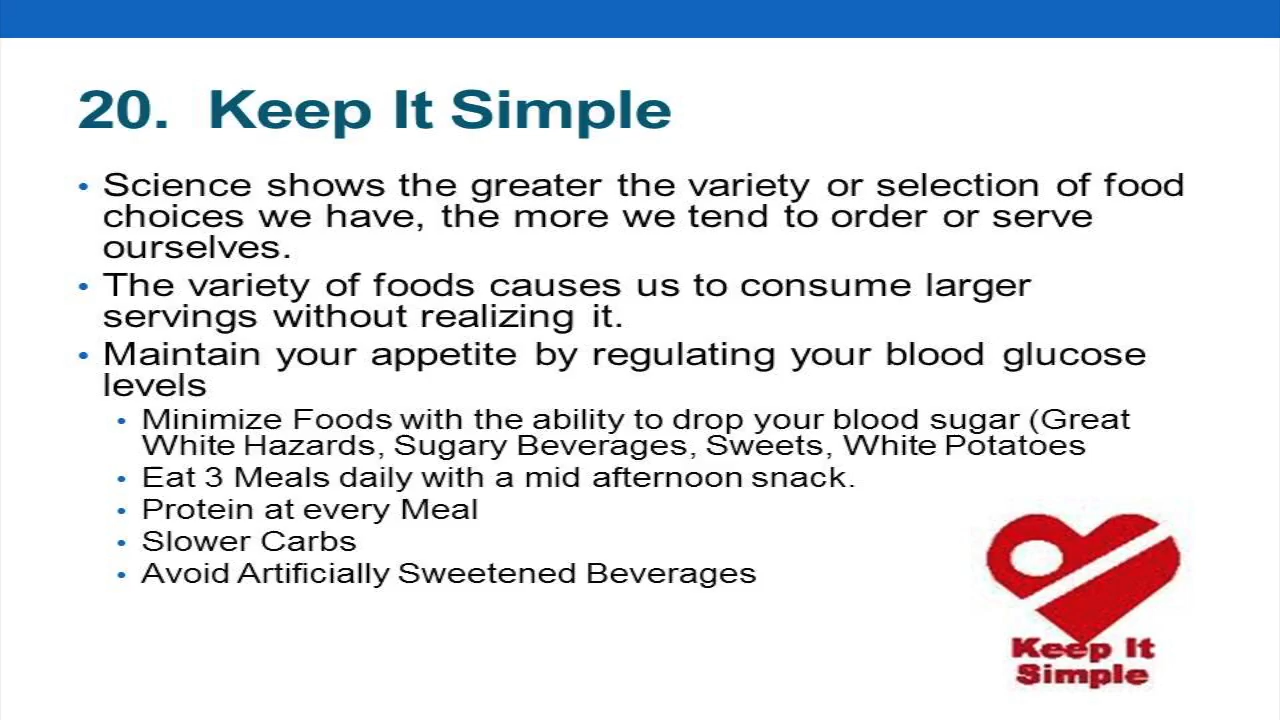 20. Keep It Simple
• Science shows the greater the variety or selection of food
choices we have, the more we tend to order or serve
ourselves.
• The variety of foods causes us to consume larger
servings without realizing it.
• Maintain your appetite by regulating your blood glucose
levels
• Minimize Foods with the ability to drop your blood sugar (Great
White Hazards, Sugary Beverages, Sweets, White Potatoes
• Eat 3 Meals daily with a mid afternoon snack.
• Protein at every Meal
• Slower Carbs
• Avoid Artificially Sweetened Beverages
Keep It
Simple